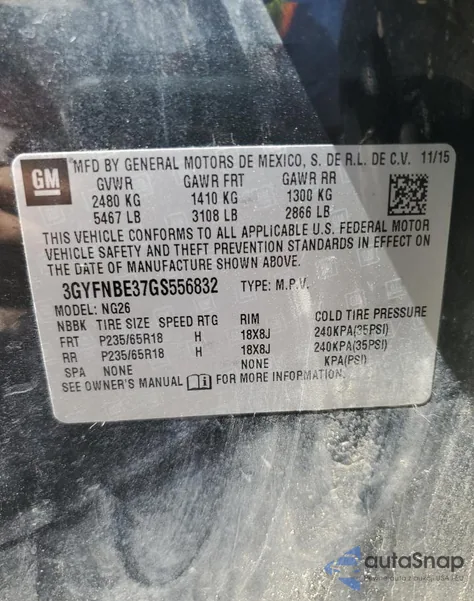 GM
MFD BY GENERAL MOTORS DE MEXICO, S. DE R.L. DE C.V. 11/15
GVWR GAWR FRT GAWR RR
2480 KG 1410 KG 1300 KG
5467 LB 3108 LB 2866 LB
THIS VEHICLE CONFORMS TO ALL APPLICABLE U.S. FEDERAL MOTOR
VEHICLE SAFETY AND THEFT PREVENTION STANDARDS IN EFFECT ON
THE DATE OF MANUFACTURE SHOWN ABOVE.
3GYFNBE37GS556832 TYPE: M.P.V.
MODEL: NG26
NBBK TIRE SIZE SPEED RTG RIM COLD TIRE PRESSURE
FRT P235/65R18 H 18X8J 240KPA(35PSI)
RR P235/65R18 H 18X8J 240KPA(35PSI)
SPA NONE NONE KPA(PSI)
SEE OWNER'S MANUAL FOR MORE INFORMATION.
autoSnap